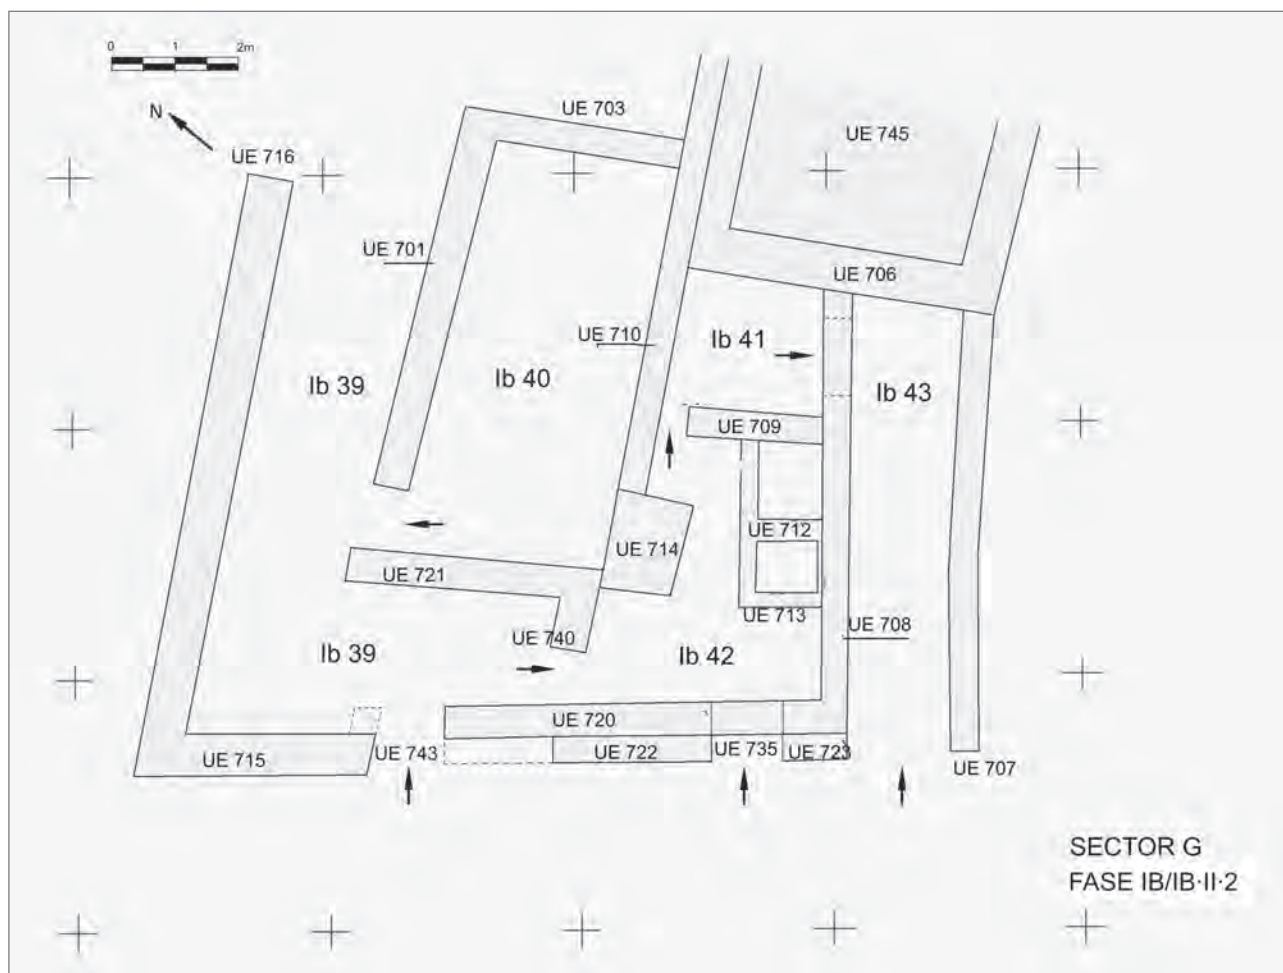 0 1 2m
N
UE 703
UE 745
UE 716
UE 701
UE 706
UE 710
Ib 41
Ib 39
Ib 40
Ib 43
UE 709
UE 712
UE 714
UE 721
UE 713
UE 708
UE 740
Ib 39
Ib 42
UE 720
UE 715
UE 743
UE 722
UE 735
UE 723
UE 707
SECTOR G
FASE IB/IB·II·2